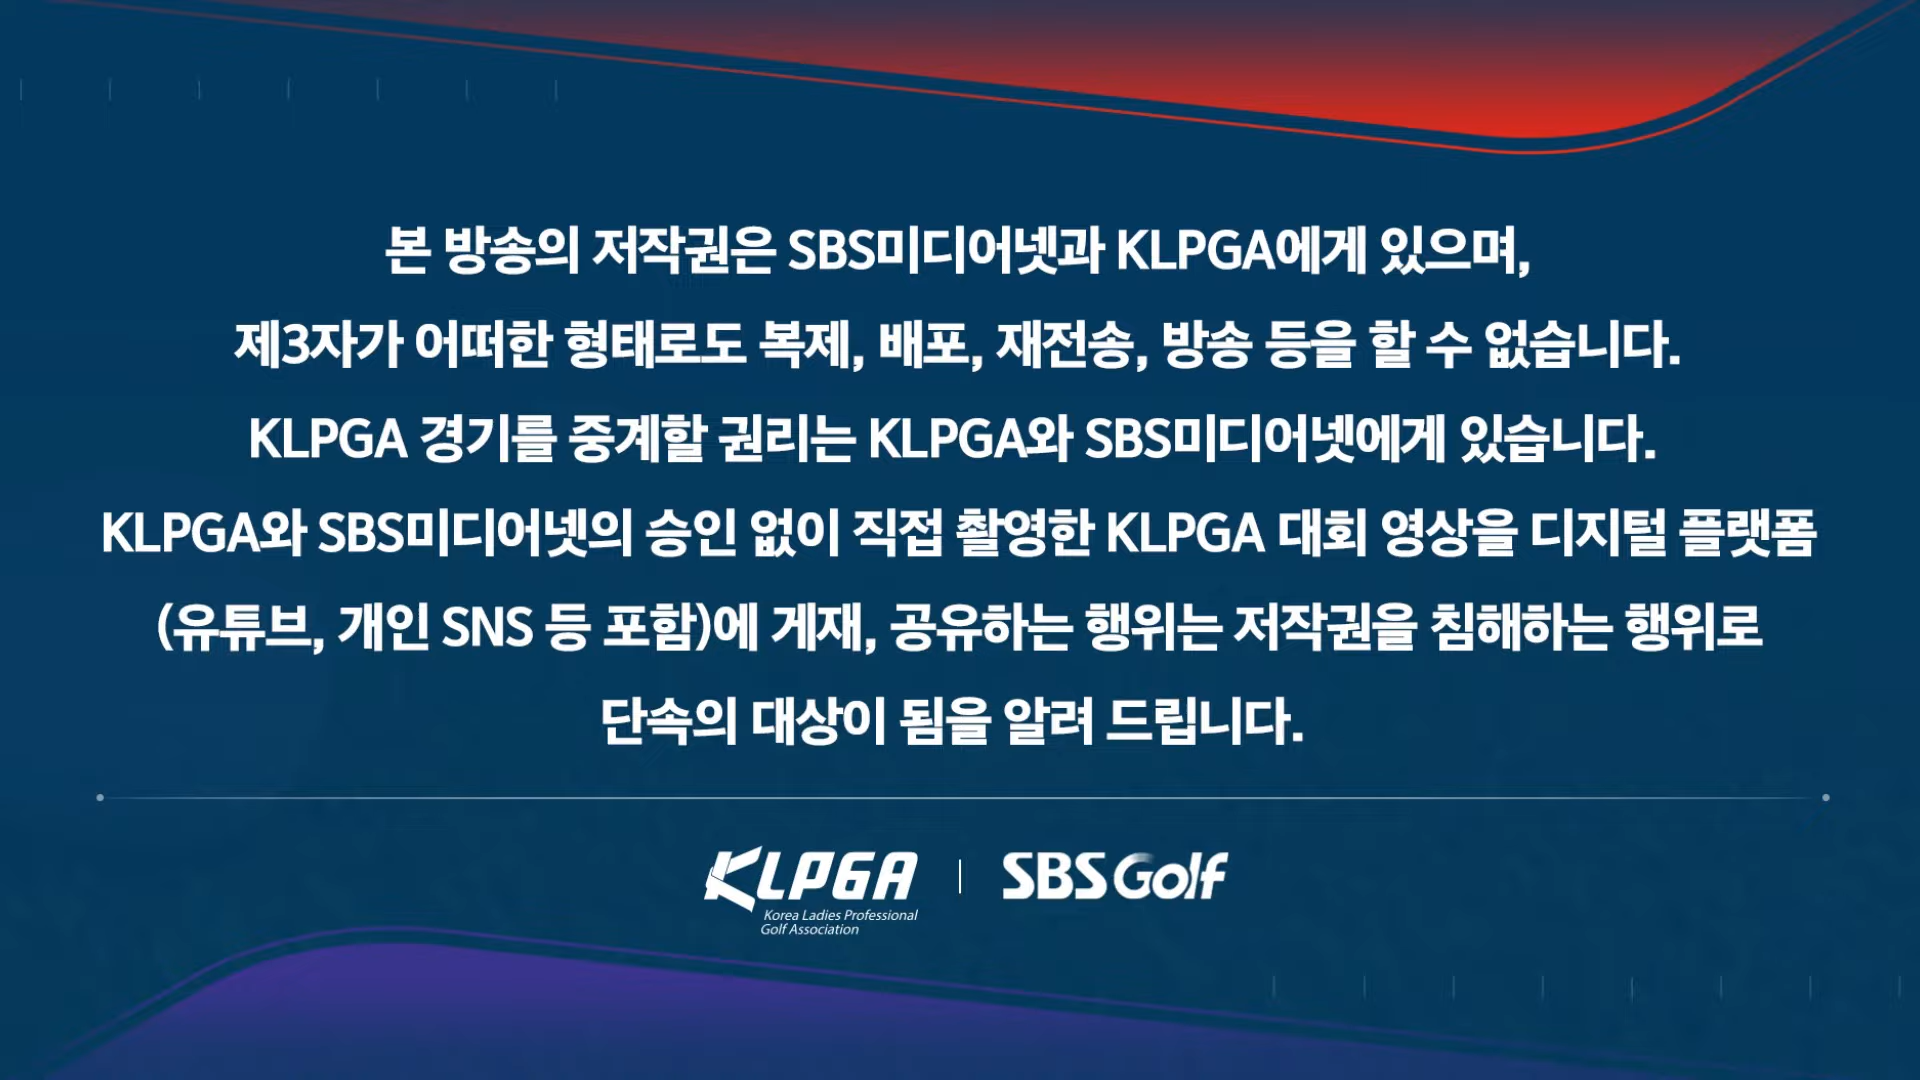 본 방송의 저작권은 SBS미디어넷과 KLPGA에게 있으며,
제3자가 어떠한 형태로도 복제, 배포, 재전송, 방송 등을 할 수 없습니다.
KLPGA 경기를 중계할 권리는 KLPGA와 SBS미디어넷에게 있습니다.
KLPGA와 SBS미디어넷의 승인 없이 직접 촬영한 KLPGA 대회 영상을 디지털 플랫폼
(유튜브, 개인 SNS 등 포함)에 게재, 공유하는 행위는 저작권을 침해하는 행위로
단속의 대상이 됨을 알려 드립니다.
KLPGA
Korea Ladies Professional
Golf Association
SBS Golf